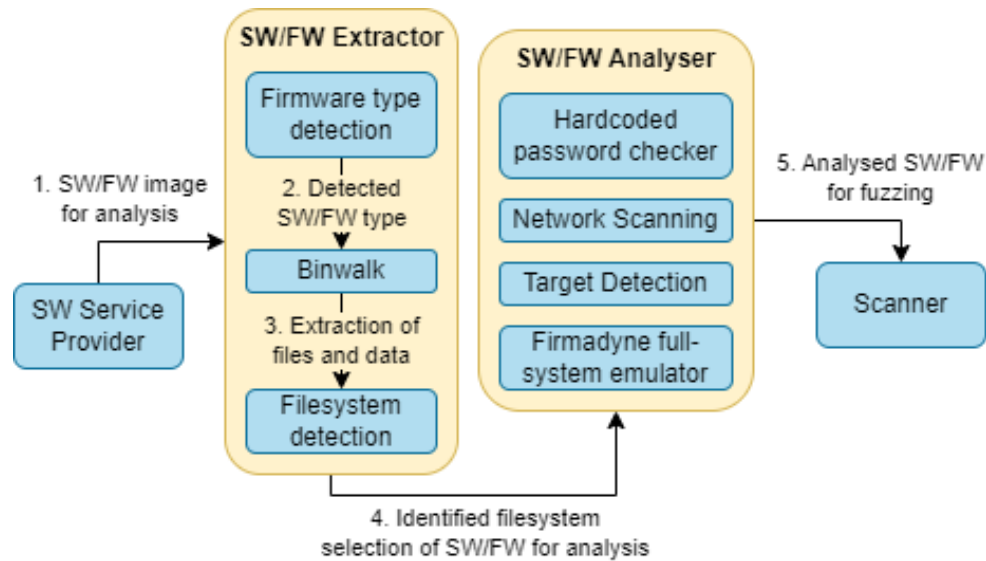 SW/FW Extractor
Firmware type
detection
2. Detected
SW/FW type
Binwalk
3. Extraction of
files and data
Filesystem
detection
1. SW/FW image
for analysis
SW Service
Provider
SW/FW Analyser
Hardcoded
password checker
Network Scanning
Target Detection
Firmadyne full-
system emulator
4. Identified filesystem
selection of SW/FW for analysis
5. Analysed SW/FW
for fuzzing
Scanner